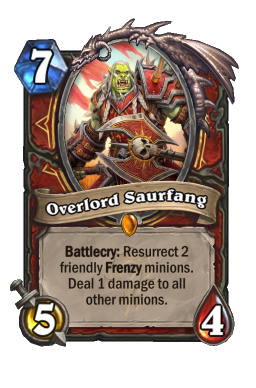 7
Overlord Saurfang
Battlecry: Resurrect 2
friendly Frenzy minions.
Deal 1 damage to all
other minions.
5
4